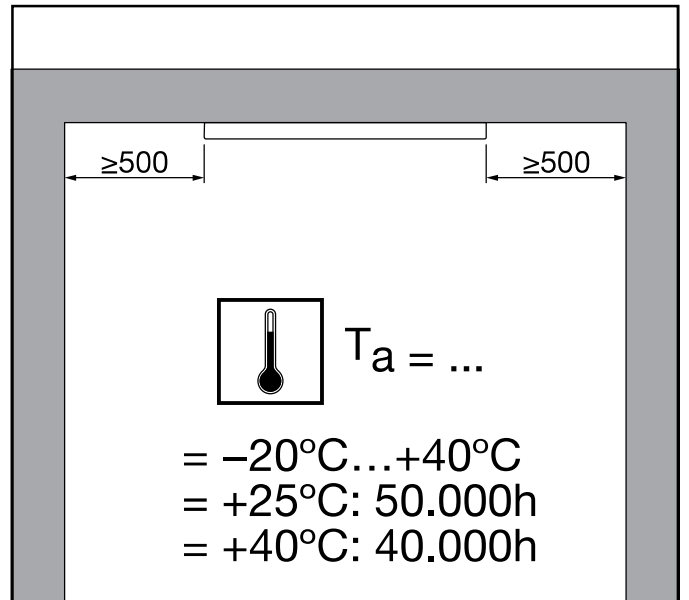 ≥500 ≥500
Ta = ...
= –20°C...+40°C
= +25°C: 50.000h
= +40°C: 40.000h